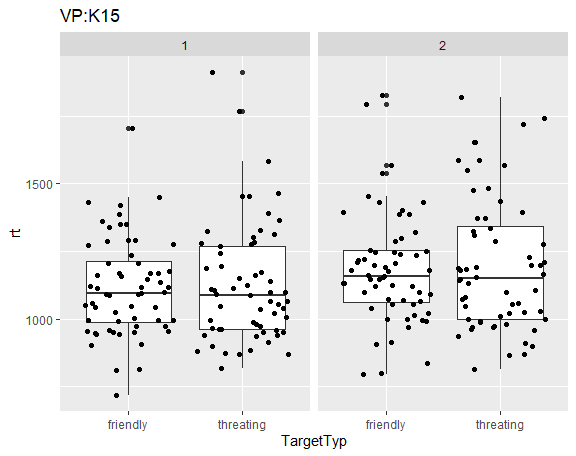 VP:K15
1 2
rt
1500
1000
friendly threating friendly threating
TargetTyp